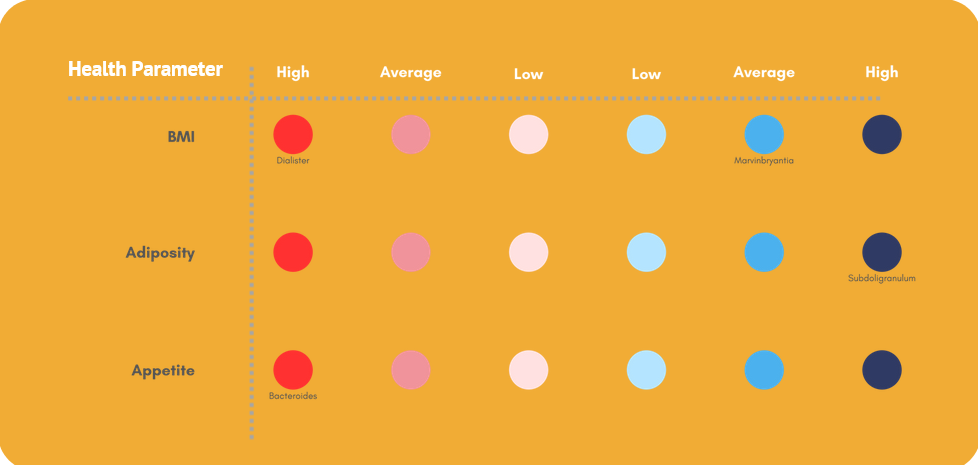 Health Parameter High Average Low Low Average High
BMI
Dialister Marvinbryantia
Adiposity
Subdoligranulum
Appetite
Bacteroides